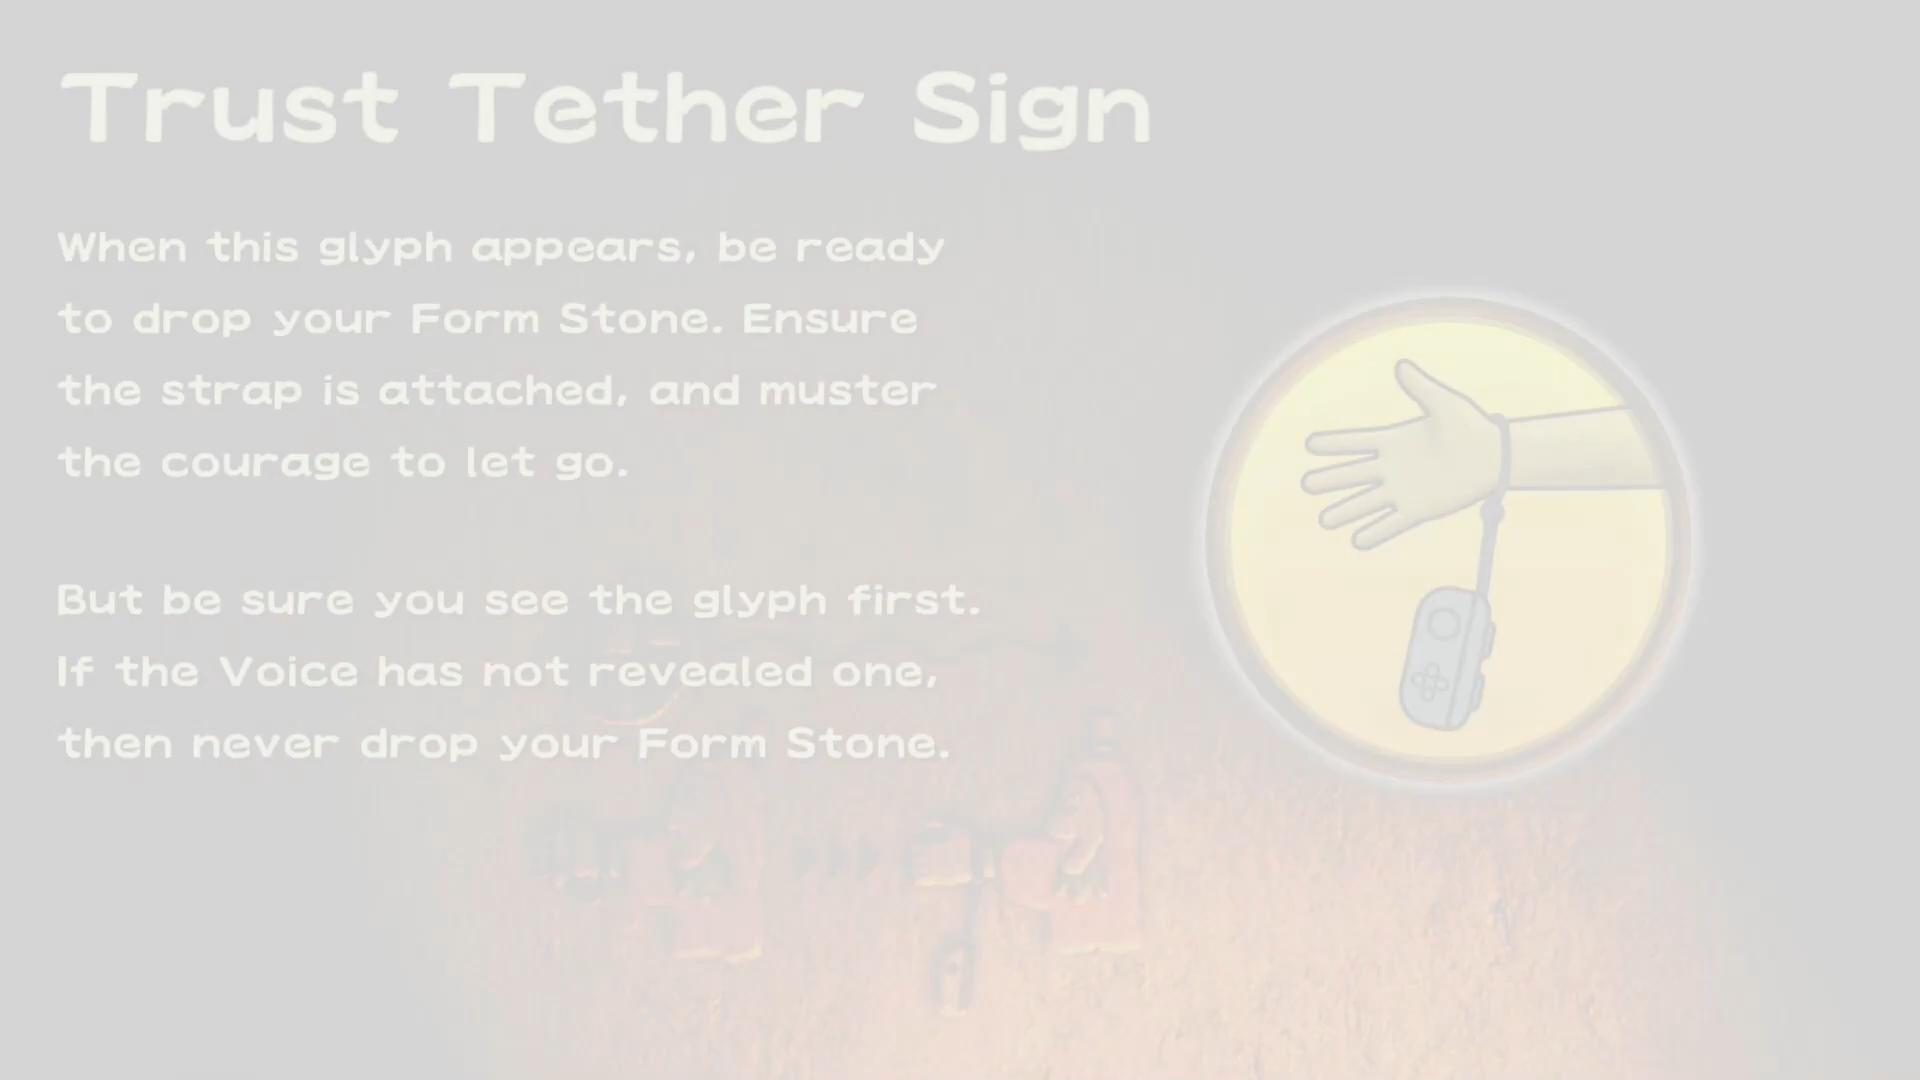 Trust Tether Sign
When this glyph appears, be ready
to drop your Form Stone. Ensure
the strap is attached, and muster
the courage to let go.
But be sure you see the glyph first.
If the Voice has not revealed one,
then never drop your Form Stone.